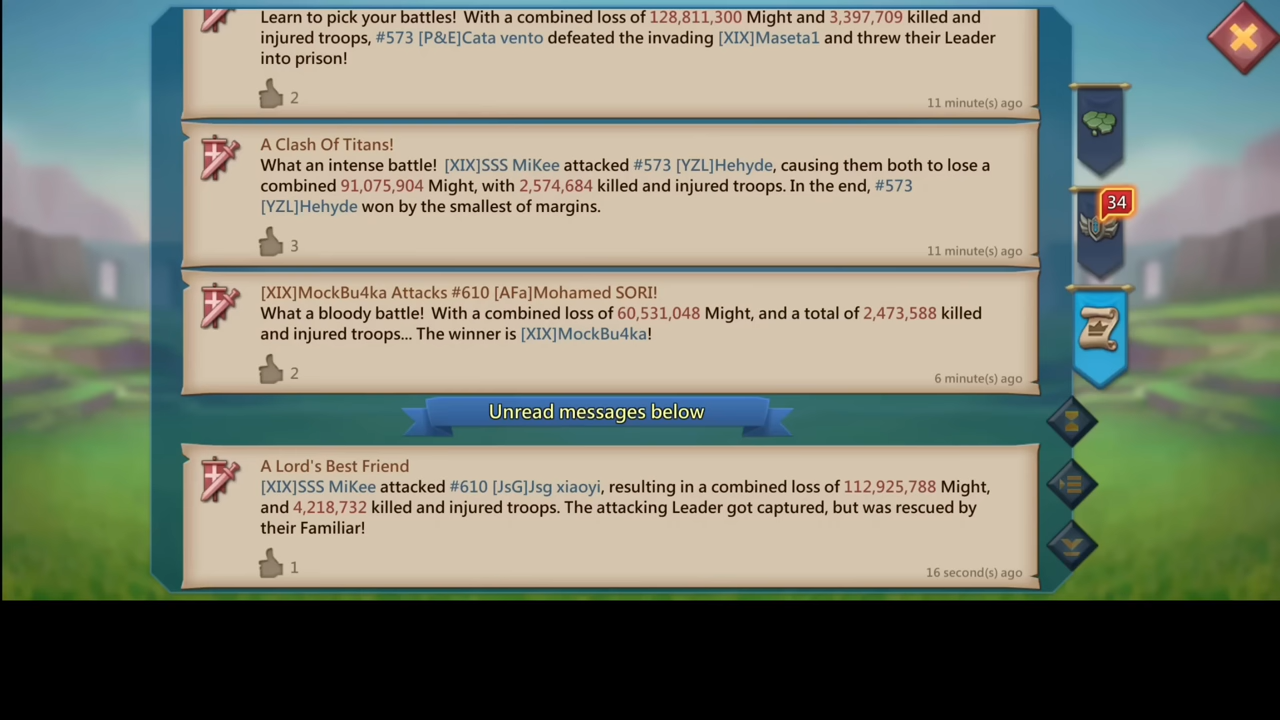 Learn to pick your battles! With a combined loss of 128,811,300 Might and 3,397,709 killed and
injured troops, #573 [P&E]Cata vento defeated the invading [XIX]Maseta1 and threw their Leader
into prison!
2
11 minute(s) ago
A Clash Of Titans!
What an intense battle! [XIX]SSS MiKee attacked #573 [YZL]Hehyde, causing them both to lose a
combined 91,075,904 Might, with 2,574,684 killed and injured troops. In the end, #573
[YZL]Hehyde won by the smallest of margins.
3
11 minute(s) ago
34
[XIX]MockBu4ka Attacks #610 [AFa]Mohamed SORI!
What a bloody battle! With a combined loss of 60,531,048 Might, and a total of 2,473,588 killed
and injured troops... The winner is [XIX]MockBu4ka!
2
6 minute(s) ago
Unread messages below
A Lord's Best Friend
[XIX]SSS MiKee attacked #610 [JsG]Jsg xiaoyi, resulting in a combined loss of 112,925,788 Might,
and 4,218,732 killed and injured troops. The attacking Leader got captured, but was rescued by
their Familiar!
1
16 second(s) ago